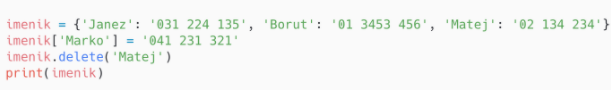 imenik = {'Janez': '031 224 135', 'Borut': '01 3453 456', 'Matej': '02 134 234'}
imenik['Marko'] = '041 231 321'
imenik.delete('Matej')
print(imenik)